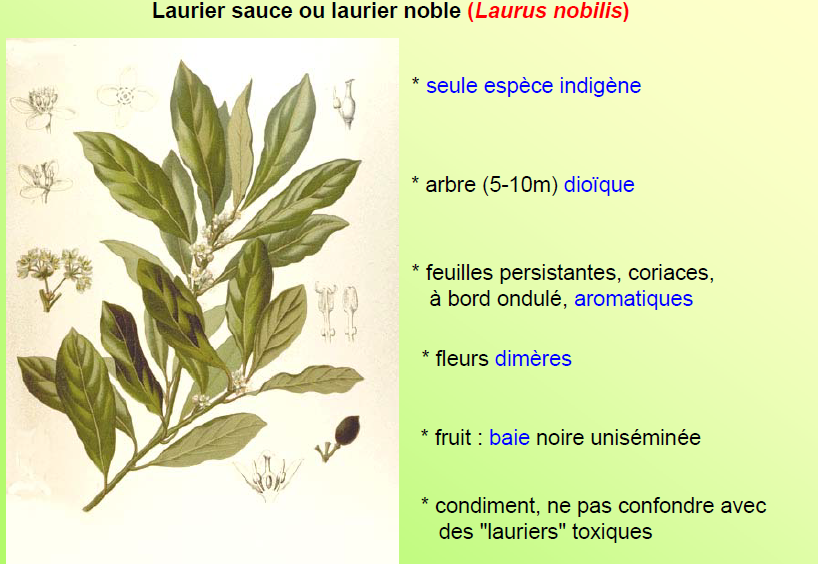 Laurier sauce ou laurier noble (Laurus nobilis)
* seule espèce indigène
* arbre (5-10m) dioïque
* feuilles persistantes, coriaces,
à bord ondulé, aromatiques
* fleurs dimères
* fruit : baie noire uniséminée
* condiment, ne pas confondre avec
des "lauriers" toxiques